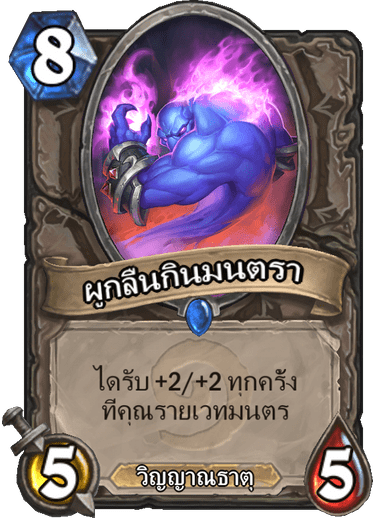 8
ผูกลืนกินมนตรา
ได้รับ +2/+2 ทุกครั้ง
ที่คุณร่ายเวทมนตร์
5
วิญญาณธาตุ
5